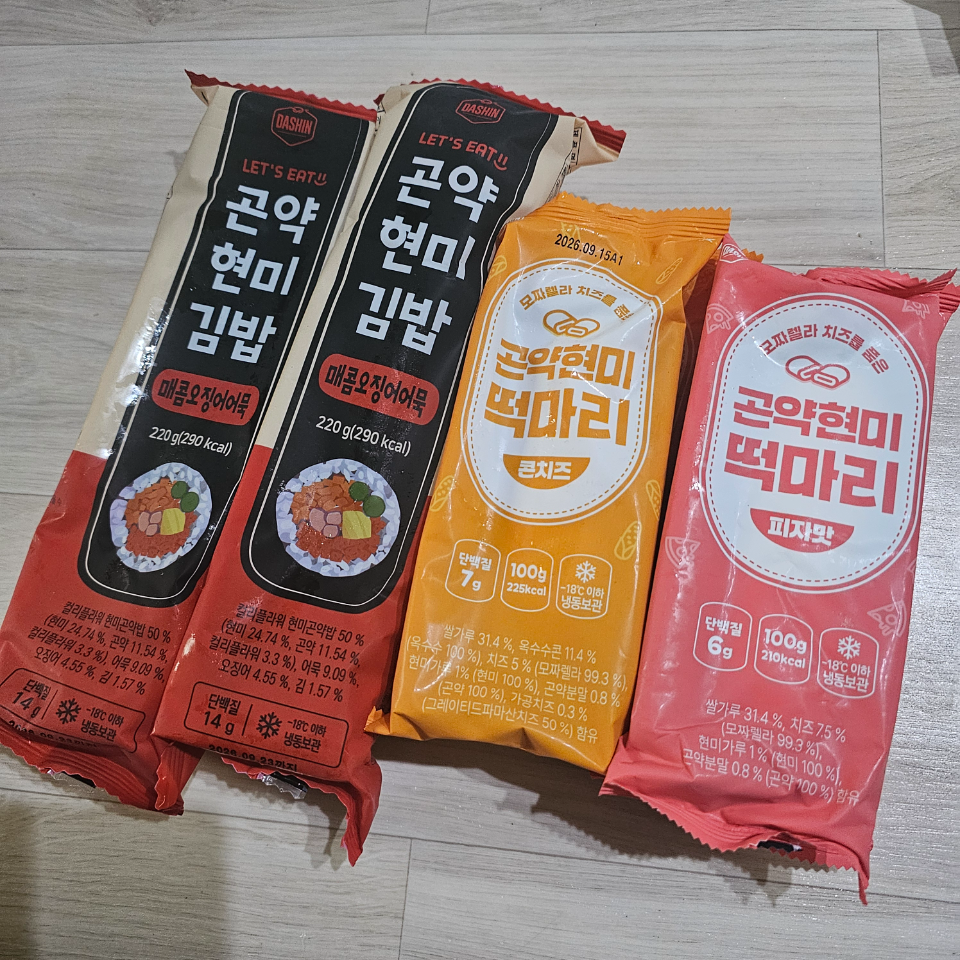 DASHIN
LET'S EAT
곤약
현미
김밥
매콤오징어어묵
220 g(290 kcal)
컬리플라워 현미곤약밥 50 %
(현미 24.74 %, 곤약 11.54 %,
컬리플라워 3.3 %), 어묵 9.09 %,
오징어 4.55 %, 김 1.57 %
단백질
14 g
-18℃ 이하
냉동보관
DASHIN
LET'S EAT
곤약
현미
김밥
매콤오징어어묵
220 g(290 kcal)
컬리플라워 현미곤약밥 50 %
(현미 24.74 %, 곤약 11.54 %,
컬리플라워 3.3 %), 어묵 9.09 %,
오징어 4.55 %, 김 1.57 %
단백질
14 g
-18℃ 이하
냉동보관
2026.09.15A1
모짜렐라 치즈를 품은
곤약현미
떡마리
콘치즈
단백질
7g
100g
225kcal
-18℃ 이하
냉동보관
쌀가루 31.4 %, 옥수수콘 11.4 %
(옥수수 100 %), 치즈 5 % (모짜렐라 99.3 %),
현미가루 1% (현미 100 %), 곤약분말 0.8 %
(곤약 100 %), 가공치즈 0.3 %
(그레이티드파마산치즈 50 %) 함유
DASHIN
모짜렐라 치즈를 품은
곤약현미
떡마리
피자맛
단백질
6g
100g
210kcal
-18℃ 이하
냉동보관
쌀가루 31.4 %, 치즈 7.5 %
(모짜렐라 99.3 %),
현미가루 1 % (현미 100 %),
곤약분말 0.8 % (곤약 100 %) 함유